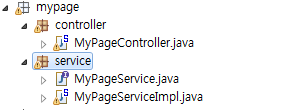 mypage
controller
MyPageController.java
service
MyPageService.java
MyPageServiceImpl.java